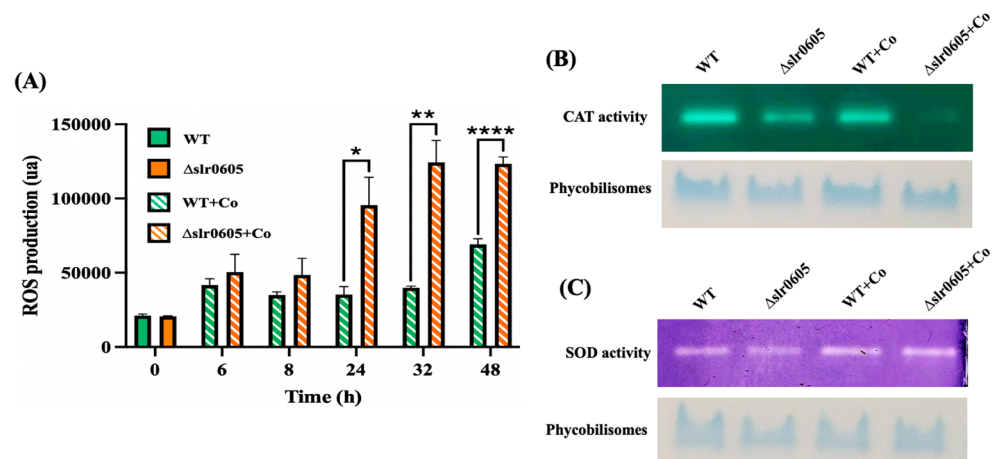 (A)
ROS production (ua)
150000
100000
50000
0
WT
Δslr0605
WT+Co
Δslr0605+Co
*
**
****
0 6 8 24 32 48
Time (h)
(B)
WT Δslr0605 WT+Co Δslr0605+Co
CAT activity
Phycobilisomes
(C)
WT Δslr0605 WT+Co Δslr0605+Co
SOD activity
Phycobilisomes